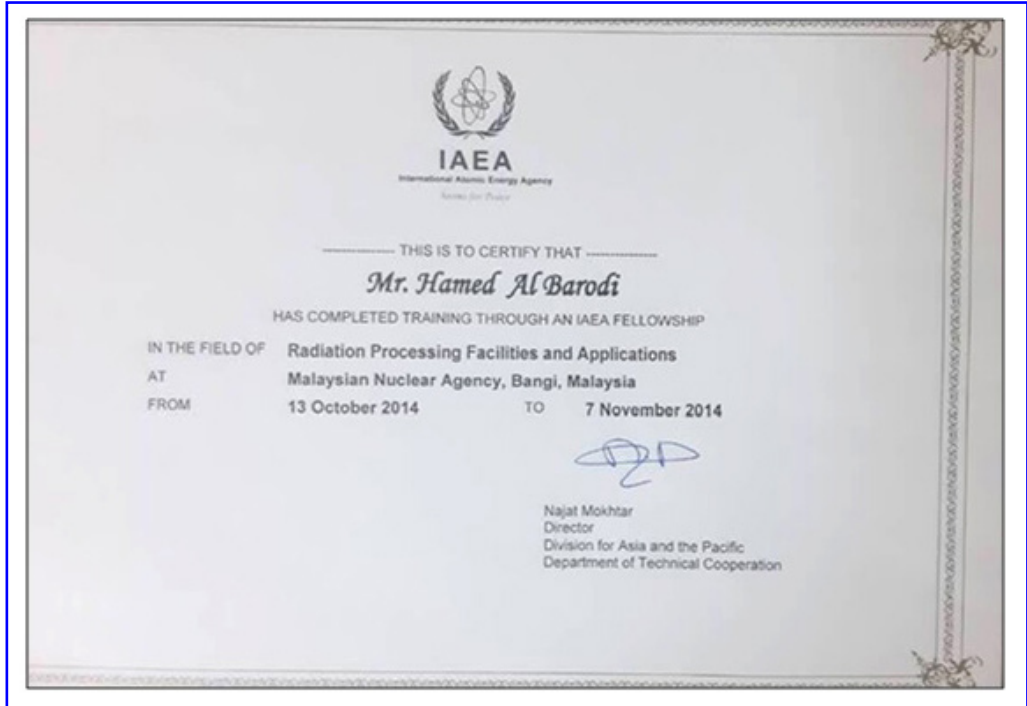 IAEA
International Atomic Energy Agency
Atoms for Peace
--------------- THIS IS TO CERTIFY THAT ---------------
Mr. Hamed Al Barodi
HAS COMPLETED TRAINING THROUGH AN IAEA FELLOWSHIP
IN THE FIELD OF Radiation Processing Facilities and Applications
AT Malaysian Nuclear Agency, Bangi, Malaysia
FROM 13 October 2014 TO 7 November 2014
Najat Mokhtar
Director
Division for Asia and the Pacific
Department of Technical Cooperation